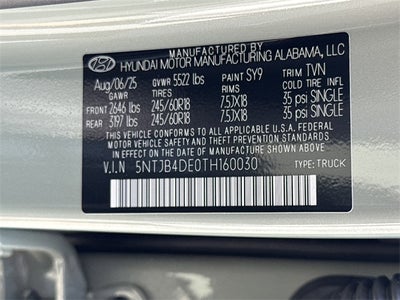 MANUFACTURED BY
HYUNDAI MOTOR MANUFACTURING ALABAMA, LLC
Aug/06/25 GVWR 5522 lbs PAINT SY9 TRIM TVN
GAWR TIRES RIMS COLD TIRE INFL
FRONT 2646 lbs 245/60R18 7.5JX18 35 psi SINGLE
REAR 3197 lbs 245/60R18 7.5JX18 35 psi SINGLE
THIS VEHICLE CONFORMS TO ALL APPLICABLE U.S.A. FEDERAL
MOTOR VEHICLE SAFETY AND THEFT PREVENTION STANDARDS
IN EFFECT ON THE DATE OF MANUFACTURE SHOWN ABOVE.
V.I.N 5NTJB4DE0TH160030 TYPE: TRUCK